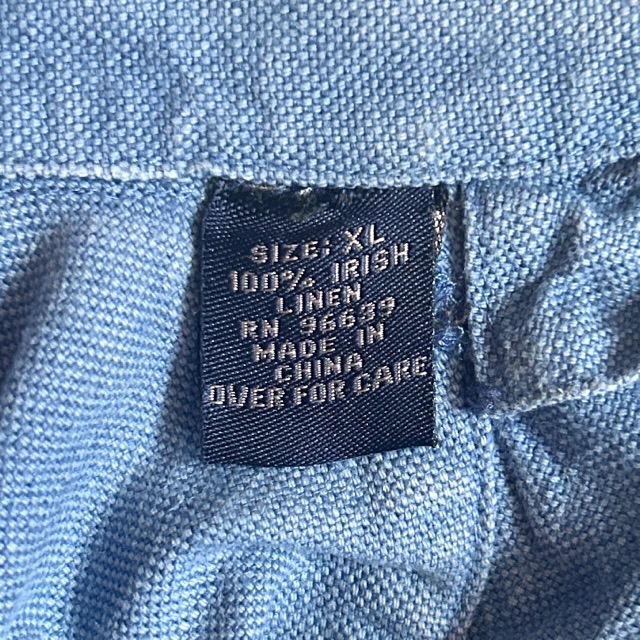 SIZE: XL
100% IRISH
LINEN
RN 96639
MADE IN
CHINA
OVER FOR CARE